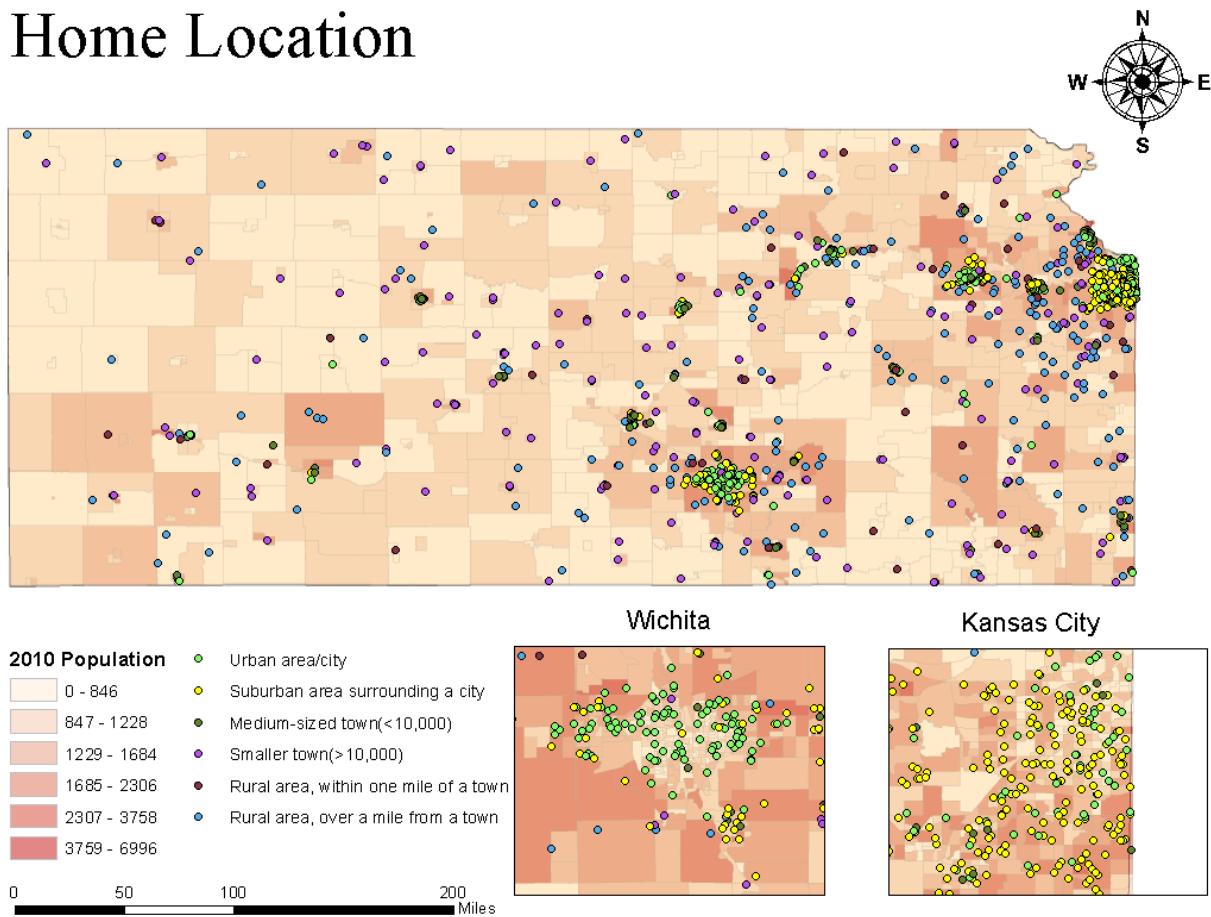 Home Location
N
W E
S
Wichita
Kansas City
2010 Population
0 - 846
847 - 1228
1229 - 1684
1685 - 2306
2307 - 3758
3759 - 6996
Urban area/city
Suburban area surrounding a city
Medium-sized town(<10,000)
Smaller town(>10,000)
Rural area, within one mile of a town
Rural area, over a mile from a town
0 50 100 200
Miles